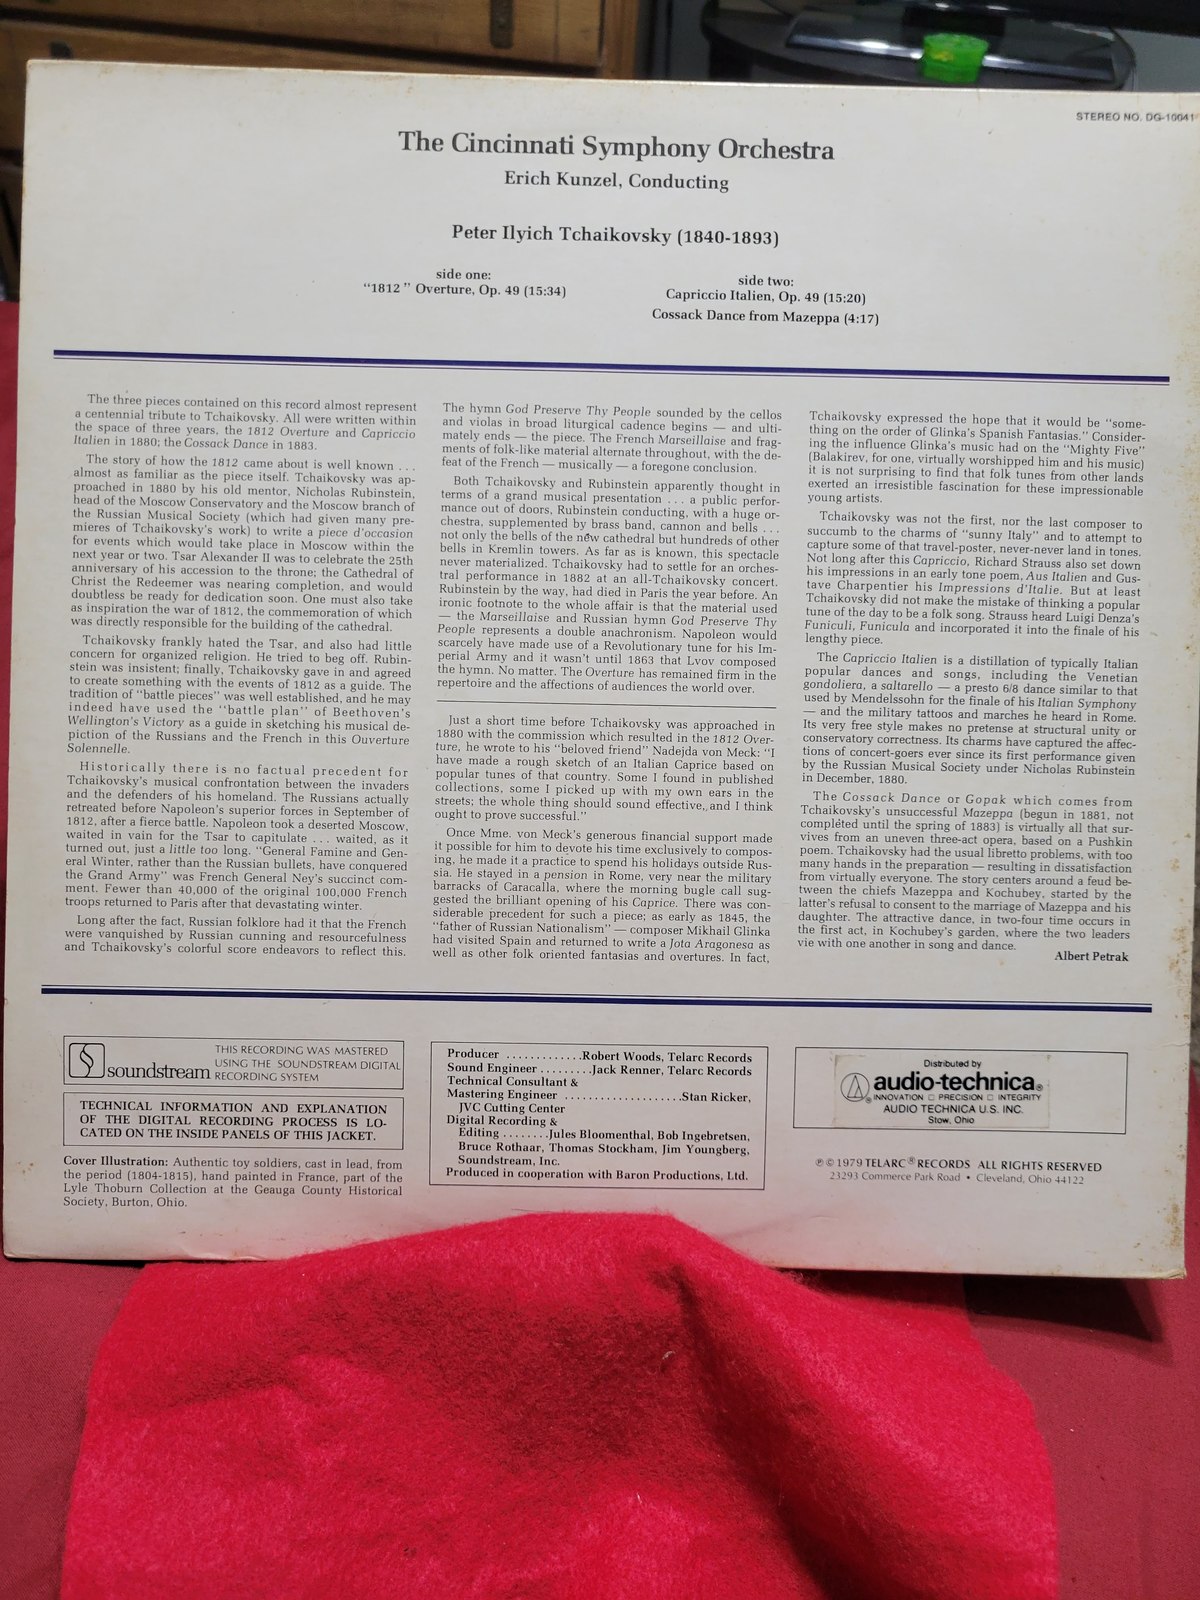 STEREO NO. DG-10041
The Cincinnati Symphony Orchestra
Erich Kunzel, Conducting
Peter Ilyich Tchaikovsky (1840-1893)
side one:
"1812 " Overture, Op. 49 (15:34)
side two:
Capriccio Italien, Op. 49 (15:20)
Cossack Dance from Mazeppa (4:17)
The three pieces contained on this record almost represent
a centennial tribute to Tchaikovsky. All were written within
the space of three years, the 1812 Overture and Capriccio
Italien in 1880; the Cossack Dance in 1883.
The story of how the 1812 came about is well known . . .
almost as familiar as the piece itself. Tchaikovsky was ap-
proached in 1880 by his old mentor, Nicholas Rubinstein,
head of the Moscow Conservatory and the Moscow branch of
the Russian Musical Society (which had given many pre-
mieres of Tchaikovsky's work) to write a piece d'occasion
for events which would take place in Moscow within the
next year or two. Tsar Alexander II was to celebrate the 25th
anniversary of his accession to the throne; the Cathedral of
Christ the Redeemer was nearing completion, and would
doubtless be ready for dedication soon. One must also take
as inspiration the war of 1812, the commemoration of which
was directly responsible for the building of the cathedral.
Tchaikovsky frankly hated the Tsar, and also had little
concern for organized religion. He tried to beg off. Rubin-
stein was insistent; finally, Tchaikovsky gave in and agreed
to create something with the events of 1812 as a guide. The
tradition of "battle pieces" was well established, and he may
indeed have used the "battle plan" of Beethoven's
Wellington's Victory as a guide in sketching his musical de-
piction of the Russians and the French in this Ouverture
Solennelle.
Historically there is no factual precedent for
Tchaikovsky's musical confrontation between the invaders
and the defenders of his homeland. The Russians actually
retreated before Napoleon's superior forces in September of
1812, after a fierce battle. Napoleon took a deserted Moscow,
waited in vain for the Tsar to capitulate . . . waited, as it
turned out, just a little too long. "General Famine and Gen-
eral Winter, rather than the Russian bullets, have conquered
the Grand Army" was French General Ney's succinct com-
ment. Fewer than 40,000 of the original 100,000 French
troops returned to Paris after that devastating winter.
Long after the fact, Russian folklore had it that the French
were vanquished by Russian cunning and resourcefulness
and Tchaikovsky's colorful score endeavors to reflect this.
The hymn God Preserve Thy People sounded by the cellos
and violas in broad liturgical cadence begins — and ulti-
mately ends — the piece. The French Marseillaise and frag-
ments of folk-like material alternate throughout, with the de-
feat of the French — musically — a foregone conclusion.
Both Tchaikovsky and Rubinstein apparently thought in
terms of a grand musical presentation . . . a public perfor-
mance out of doors, Rubinstein conducting, with a huge or-
chestra, supplemented by brass band, cannon and bells . . .
not only the bells of the new cathedral but hundreds of other
bells in Kremlin towers. As far as is known, this spectacle
never materialized. Tchaikovsky had to settle for an orches-
tral performance in 1882 at an all-Tchaikovsky concert.
Rubinstein by the way, had died in Paris the year before. An
ironic footnote to the whole affair is that the material used
— the Marseillaise and Russian hymn God Preserve Thy
People represents a double anachronism. Napoleon would
scarcely have made use of a Revolutionary tune for his Im-
perial Army and it wasn't until 1863 that Lvov composed
the hymn. No matter. The Overture has remained firm in the
repertoire and the affections of audiences the world over.
Just a short time before Tchaikovsky was approached in
1880 with the commission which resulted in the 1812 Over-
ture, he wrote to his "beloved friend" Nadejda von Meck: "I
have made a rough sketch of an Italian Caprice based on
popular tunes of that country. Some I found in published
collections, some I picked up with my own ears in the
streets; the whole thing should sound effective, and I think
ought to prove successful."
Once Mme. von Meck's generous financial support made
it possible for him to devote his time exclusively to compos-
ing, he made it a practice to spend his holidays outside Rus-
sia. He stayed in a pension in Rome, very near the military
barracks of Caracalla, where the morning bugle call sug-
gested the brilliant opening of his Caprice. There was con-
siderable precedent for such a piece; as early as 1845, the
"father of Russian Nationalism" — composer Mikhail Glinka
had visited Spain and returned to write a Jota Aragonesa as
well as other folk oriented fantasias and overtures. In fact,
Tchaikovsky expressed the hope that it would be "some-
thing on the order of Glinka's Spanish Fantasias." Consider-
ing the influence Glinka's music had on the "Mighty Five"
(Balakirev, for one, virtually worshipped him and his music)
it is not surprising to find that folk tunes from other lands
exerted an irresistible fascination for these impressionable
young artists.
Tchaikovsky was not the first, nor the last composer to
succumb to the charms of "sunny Italy" and to attempt to
capture some of that travel-poster, never-never land in tones.
Not long after this Capriccio, Richard Strauss also set down
his impressions in an early tone poem, Aus Italien and Gus-
tave Charpentier his Impressions d'Italie. But at least
Tchaikovsky did not make the mistake of thinking a popular
tune of the day to be a folk song. Strauss heard Luigi Denza's
Funiculi, Funicula and incorporated it into the finale of his
lengthy piece.
The Capriccio Italien is a distillation of typically Italian
popular dances and songs, including the Venetian
gondoliera, a saltarello — a presto 6/8 dance similar to that
used by Mendelssohn for the finale of his Italian Symphony
— and the military tattoos and marches he heard in Rome.
Its very free style makes no pretense at structural unity or
conservatory correctness. Its charms have captured the affec-
tions of concert-goers ever since its first performance given
by the Russian Musical Society under Nicholas Rubinstein
in December, 1880.
The Cossack Dance or Gopak which comes from
Tchaikovsky's unsuccessful Mazeppa (begun in 1881, not
completed until the spring of 1883) is virtually all that sur-
vives from an uneven three-act opera, based on a Pushkin
poem. Tchaikovsky had the usual libretto problems, with too
many hands in the preparation — resulting in dissatisfaction
from virtually everyone. The story centers around a feud be-
tween the chiefs Mazeppa and Kochubey, started by the
latter's refusal to consent to the marriage of Mazeppa and his
daughter. The attractive dance, in two-four time occurs in
the first act, in Kochubey's garden, where the two leaders
vie with one another in song and dance.
Albert Petrak
soundstream
THIS RECORDING WAS MASTERED
USING THE SOUNDSTREAM DIGITAL
RECORDING SYSTEM
TECHNICAL INFORMATION AND EXPLANATION
OF THE DIGITAL RECORDING PROCESS IS LO-
CATED ON THE INSIDE PANELS OF THIS JACKET.
Cover Illustration: Authentic toy soldiers, cast in lead, from
the period (1804-1815), hand painted in France, part of the
Lyle Thoburn Collection at the Geauga County Historical
Society, Burton, Ohio.
Producer ............Robert Woods, Telarc Records
Sound Engineer .........Jack Renner, Telarc Records
Technical Consultant &
Mastering Engineer ...................Stan Ricker,
JVC Cutting Center
Digital Recording &
Editing ........Jules Bloomenthal, Bob Ingebretsen,
Bruce Rothaar, Thomas Stockham, Jim Youngberg,
Soundstream, Inc.
Produced in cooperation with Baron Productions, Ltd.
Distributed by
audio-technica®
INNOVATION □ PRECISION □ INTEGRITY
AUDIO TECHNICA U.S. INC.
Stow, Ohio
℗ © 1979 TELARC® RECORDS ALL RIGHTS RESERVED
23293 Commerce Park Road • Cleveland, Ohio 44122